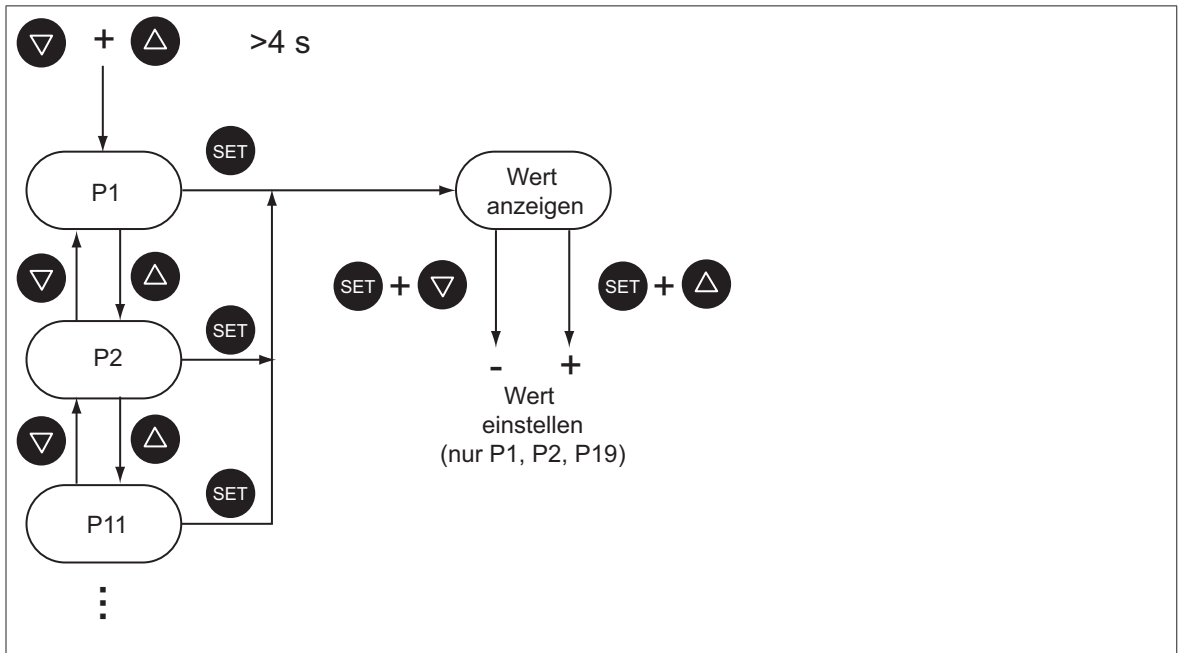 + >4 s
SET
P1
Wert
anzeigen
SET + SET +
SET
P2
- +
Wert
einstellen
(nur P1, P2, P19)
SET
P11
⋮